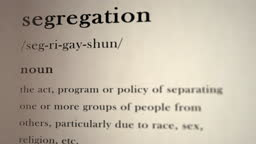 segregation
/seg-ri-gay-shun/
noun
the act, program or policy of separating
one or more groups of people from
others, particularly due to race, sex,
religion, etc.